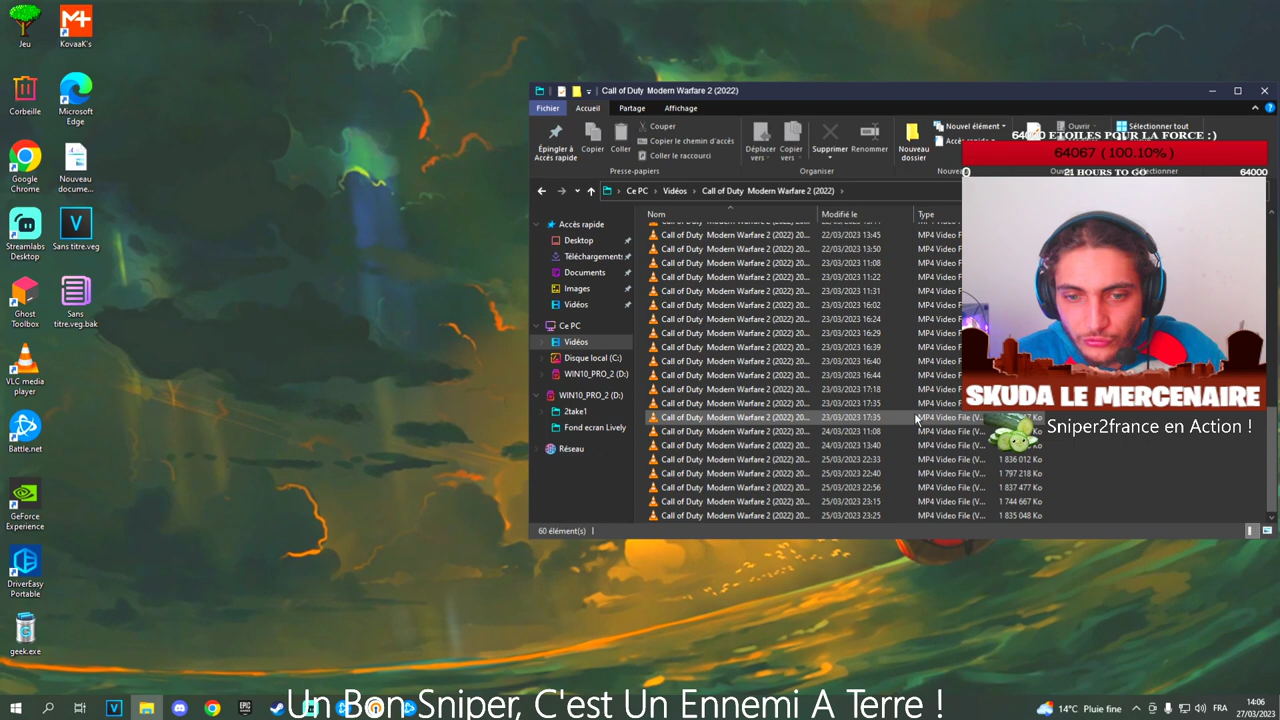 Jeu
KovaaK's
Corbeille
Microsoft
Edge
Google
Chrome
Nouveau
docume...
Streamlabs
Desktop
Sans titre.veg
Ghost
Toolbox
Sans
titre.veg.bak
VLC media
player
Battle.net
GeForce
Experience
DriverEasy
Portable
geek.exe
Call of Duty  Modern Warfare 2 (2022)
Fichier
Accueil
Partage
Affichage
Épingler à
Accès rapide
Copier
Coller
Couper
Copier le chemin d'accès
Coller le raccourci
Presse-papiers
Déplacer
vers
Copier
vers
Supprimer
Renommer
Organiser
Nouveau
dossier
Nouvel élément
Ouvrir
Sélectionner tout
ETOILES POUR LA FORCE :)
64067 (100.10%)
0
21 HOURS TO GO
64000
Ce PC
Vidéos
Call of Duty  Modern Warfare 2 (2022)
Accès rapide
Desktop
Téléchargements
Documents
Images
Vidéos
Ce PC
Vidéos
Disque local (C:)
WIN10_PRO_2 (D:)
WIN10_PRO_2 (D:)
2take1
Fond ecran Lively
Réseau
Nom Modifié le Type
Call of Duty  Modern Warfare 2 (2022) 20... 22/03/2023 13:45 MP4 Video F
Call of Duty  Modern Warfare 2 (2022) 20... 22/03/2023 13:50 MP4 Video F
Call of Duty  Modern Warfare 2 (2022) 20... 23/03/2023 11:08 MP4 Video F
Call of Duty  Modern Warfare 2 (2022) 20... 23/03/2023 11:22 MP4 Video F
Call of Duty  Modern Warfare 2 (2022) 20... 23/03/2023 11:31 MP4 Video F
Call of Duty  Modern Warfare 2 (2022) 20... 23/03/2023 16:02 MP4 Video F
Call of Duty  Modern Warfare 2 (2022) 20... 23/03/2023 16:24 MP4 Video F
Call of Duty  Modern Warfare 2 (2022) 20... 23/03/2023 16:29 MP4 Video F
Call of Duty  Modern Warfare 2 (2022) 20... 23/03/2023 16:39 MP4 Video F
Call of Duty  Modern Warfare 2 (2022) 20... 23/03/2023 16:40 MP4 Video F
Call of Duty  Modern Warfare 2 (2022) 20... 23/03/2023 16:44 MP4 Video F
Call of Duty  Modern Warfare 2 (2022) 20... 23/03/2023 17:18 MP4 Video F
Call of Duty  Modern Warfare 2 (2022) 20... 23/03/2023 17:35 MP4 Video F
Call of Duty  Modern Warfare 2 (2022) 20... 23/03/2023 17:35 MP4 Video File (V...
Call of Duty  Modern Warfare 2 (2022) 20... 24/03/2023 11:08 MP4 Video File (V...
Call of Duty  Modern Warfare 2 (2022) 20... 24/03/2023 13:40 MP4 Video File (V...
Call of Duty  Modern Warfare 2 (2022) 20... 25/03/2023 22:33 MP4 Video File (V... 1 836 012 Ko
Call of Duty  Modern Warfare 2 (2022) 20... 25/03/2023 22:40 MP4 Video File (V... 1 797 218 Ko
Call of Duty  Modern Warfare 2 (2022) 20... 25/03/2023 22:56 MP4 Video File (V... 1 837 477 Ko
Call of Duty  Modern Warfare 2 (2022) 20... 25/03/2023 23:15 MP4 Video File (V... 1 744 667 Ko
Call of Duty  Modern Warfare 2 (2022) 20... 25/03/2023 23:25 MP4 Video File (V... 1 835 048 Ko
60 élément(s)
SKUDA LE MERCENAIRE
Sniper2france en Action !
Un Bon Sniper, C'est Un Ennemi A Terre !
14°C Pluie fine
FRA
14:06
27/03/2023